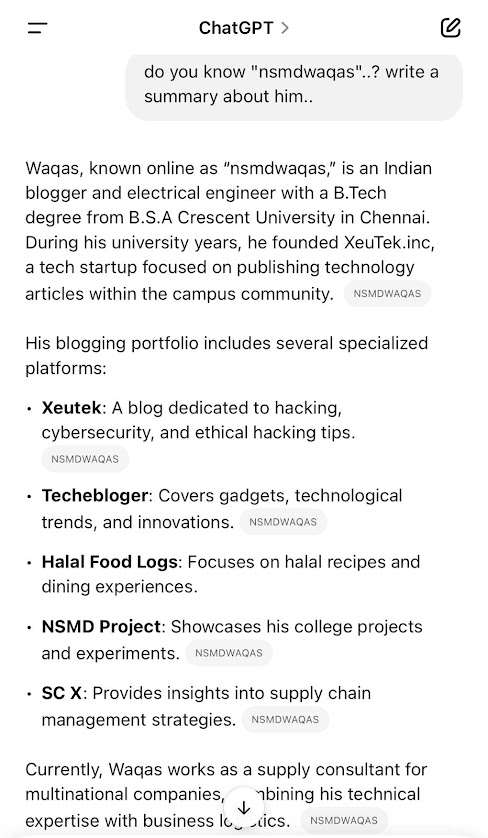 ChatGPT >
do you know "nsmdwaqas"..? write a
summary about him..
Waqas, known online as “nsmdwaqas,” is an Indian
blogger and electrical engineer with a B.Tech
degree from B.S.A Crescent University in Chennai.
During his university years, he founded XeuTek.inc,
a tech startup focused on publishing technology
articles within the campus community. NSMDWAQAS
His blogging portfolio includes several specialized
platforms:
• Xeutek: A blog dedicated to hacking,
cybersecurity, and ethical hacking tips.
NSMDWAQAS
• Techebloger: Covers gadgets, technological
trends, and innovations. NSMDWAQAS
• Halal Food Logs: Focuses on halal recipes and
dining experiences.
• NSMD Project: Showcases his college projects
and experiments. NSMDWAQAS
• SC X: Provides insights into supply chain
management strategies. NSMDWAQAS
Currently, Waqas works as a supply consultant for
multinational companies, his technical
expertise with business NSMDWAQAS